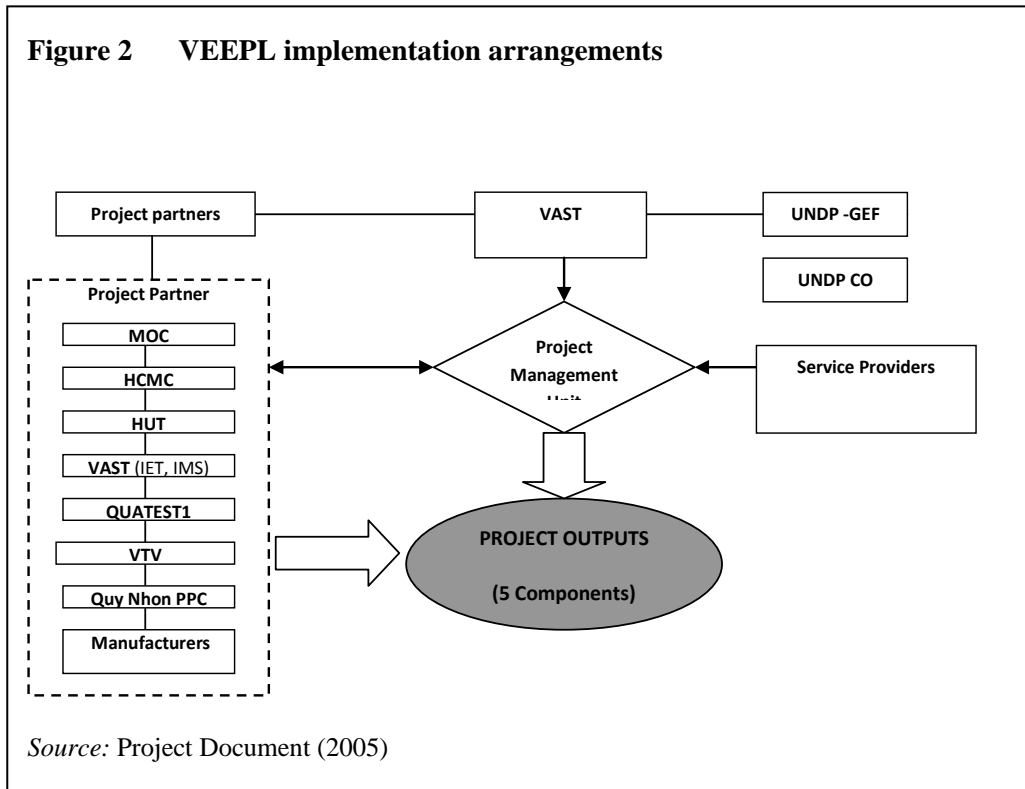 Figure 2 VEEPL implementation arrangements
Project partners
VAST
UNDP -GEF
UNDP CO
Project Partner
MOC
HCMC
HUT
VAST (IET, IMS)
QUATEST1
VTV
Quy Nhon PPC
Manufacturers
Project
Management
Service Providers
PROJECT OUTPUTS
(5 Components)
Source: Project Document (2005)